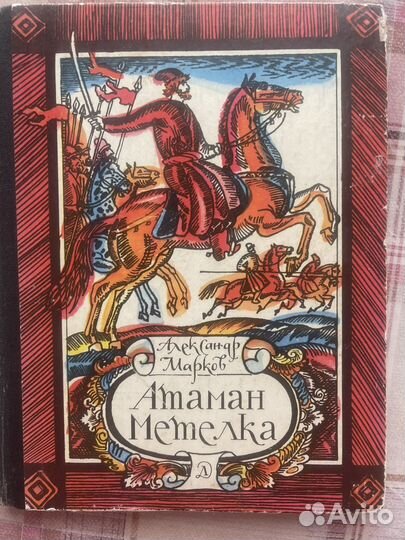 Александр
Марков
Атаман
Метелка
Д
Avito